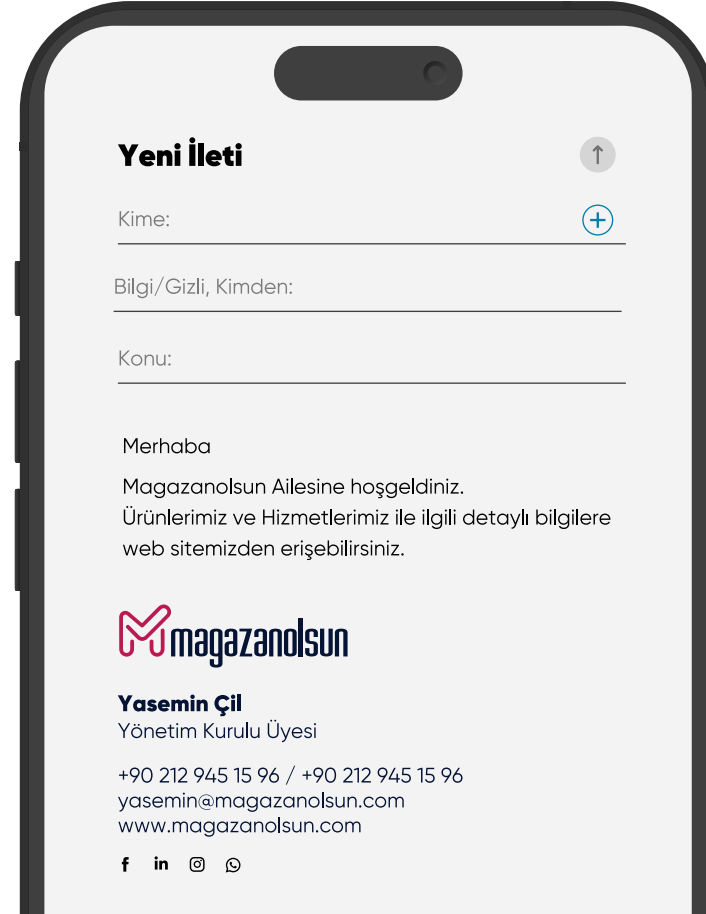 Yeni İleti
Kime:
Bilgi/Gizli, Kimden:
Konu:
Merhaba
Magazanolsun Ailesine hoşgeldiniz.
Ürünlerimiz ve Hizmetlerimiz ile ilgili detaylı bilgilere
web sitemizden erişebilirsiniz.
magazanolsun
Yasemin Çil
Yönetim Kurulu Üyesi
+90 212 945 15 96 / +90 212 945 15 96
yasemin@magazanolsun.com
www.magazanolsun.com